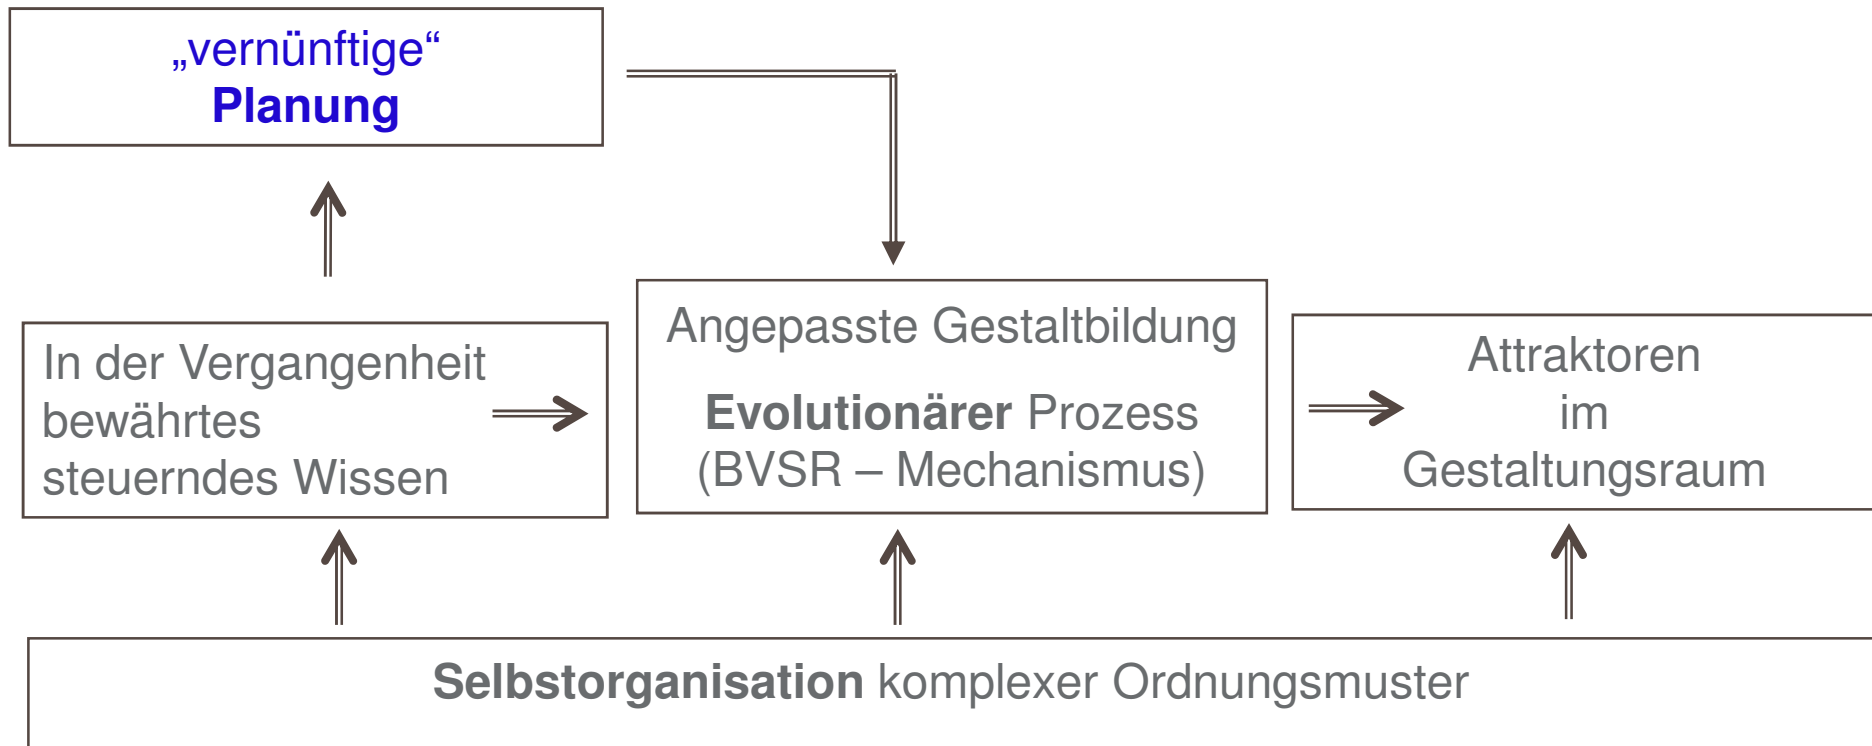 „vernünftige“
Planung
In der Vergangenheit
bewährtes
steuerndes Wissen
Angepasste Gestaltbildung
Evolutionärer Prozess
(BVSR – Mechanismus)
Attraktoren
im
Gestaltungsraum
Selbstorganisation komplexer Ordnungsmuster